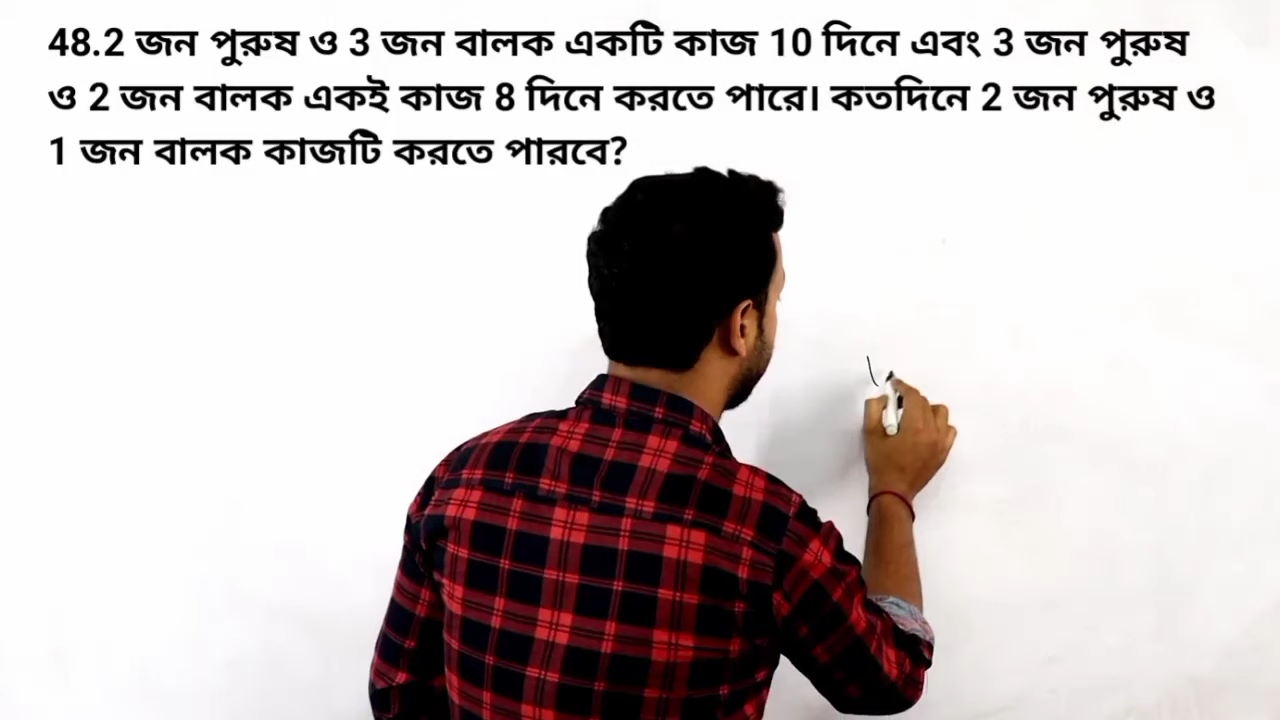 48.2 জন পুরুষ ও 3 জন বালক একটি কাজ 10 দিনে এবং 3 জন পুরুষ
ও 2 জন বালক একই কাজ 8 দিনে করতে পারে। কতদিনে 2 জন পুরুষ ও
1 জন বালক কাজটি করতে পারবে?